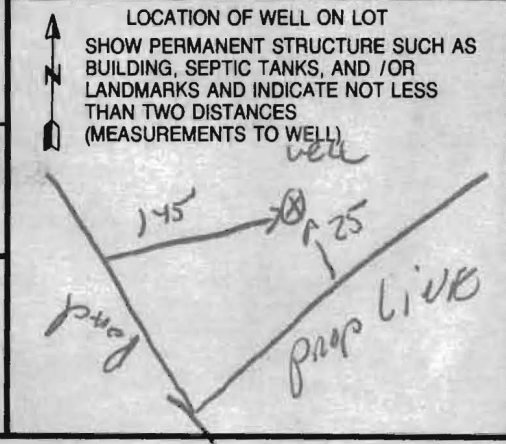 LOCATION OF WELL ON LOT
SHOW PERMANENT STRUCTURE SUCH AS
N
BUILDING, SEPTIC TANKS, AND /OR
LANDMARKS AND INDICATE NOT LESS
THAN TWO DISTANCES
(MEASUREMENTS TO WELL)
well
145'
25
prop LiNE